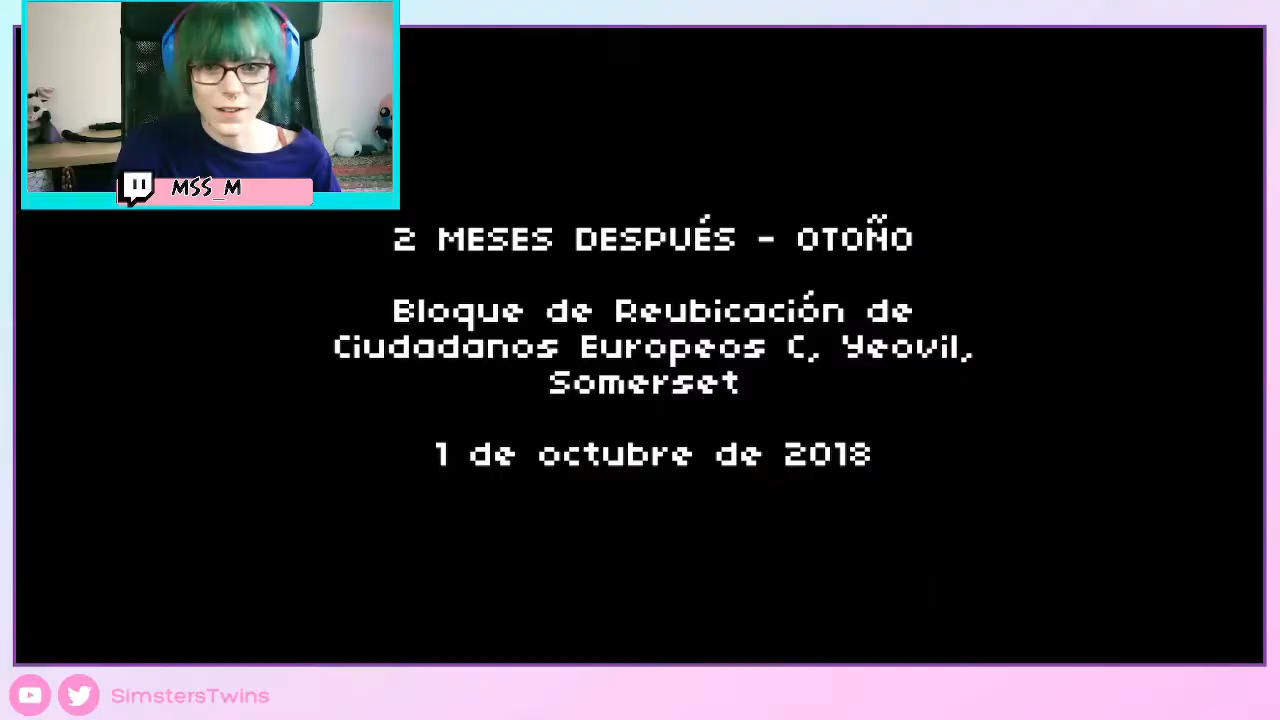 MSS_M
2 MESES DESPUÉS - OTOÑO
Bloque de Reubicación de
Ciudadanos Europeos C, Yeovil,
Somerset
1 de octubre de 2018
SimstersTwins